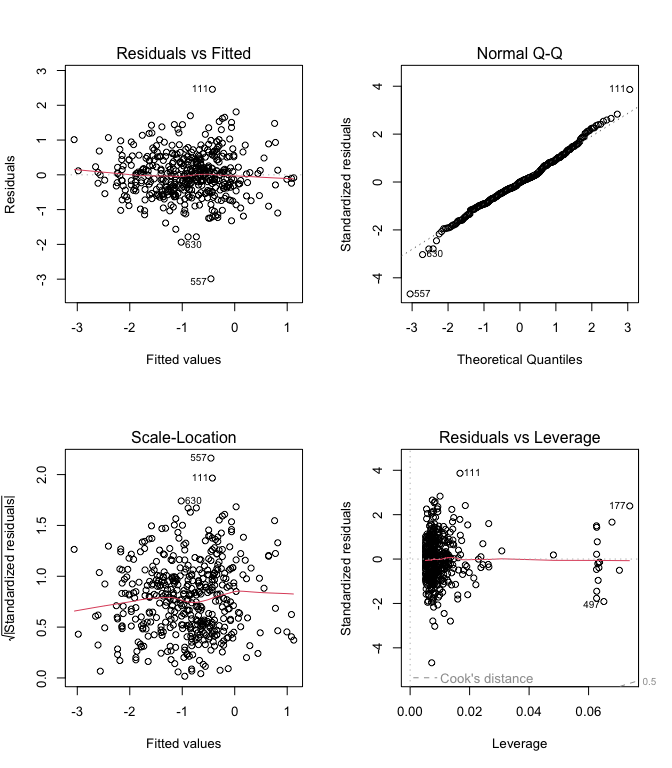 Residuals vs Fitted
3
2
1
0
-1
-2
-3
Residuals
111
630
557
-3 -2 -1 0 1
Fitted values
Normal Q-Q
4
2
0
-2
-4
Standardized residuals
111
630
557
-3 -2 -1 0 1 2 3
Theoretical Quantiles
Scale-Location
2.0
1.5
1.0
0.5
0.0
√|Standardized residuals|
557
111
630
-3 -2 -1 0 1
Fitted values
Residuals vs Leverage
4
2
0
-2
-4
Standardized residuals
111
177
497
Cook's distance
0.5
0.00 0.02 0.04 0.06
Leverage